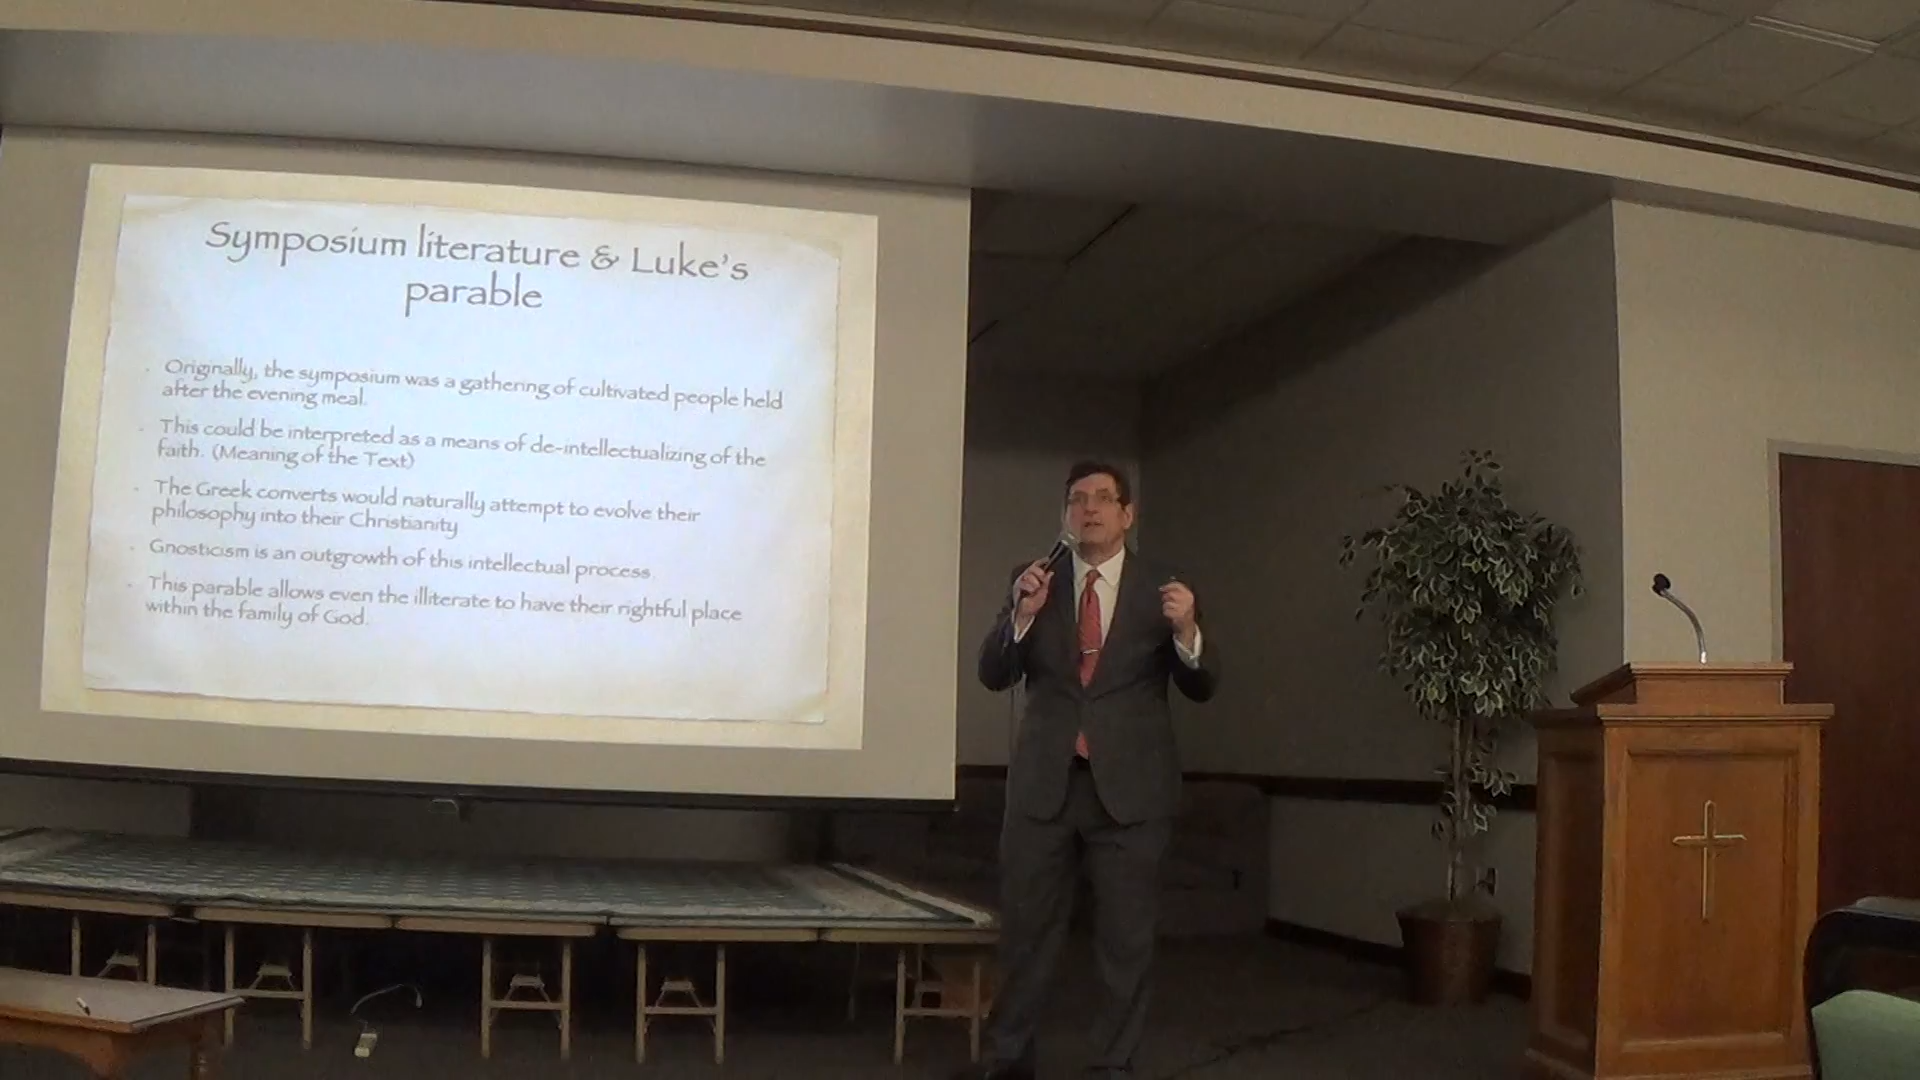 Symposium literature & Luke's
parable
Originally, the symposium was a gathering of cultivated people held
after the evening meal.
This could be interpreted as a means of de-intellectualizing of the
faith. (Meaning of the Text)
The Greek converts would naturally attempt to evolve their
philosophy into their Christianity
Gnosticism is an outgrowth of this intellectual process
This parable allows even the illiterate to have their rightful place
within the family of God.